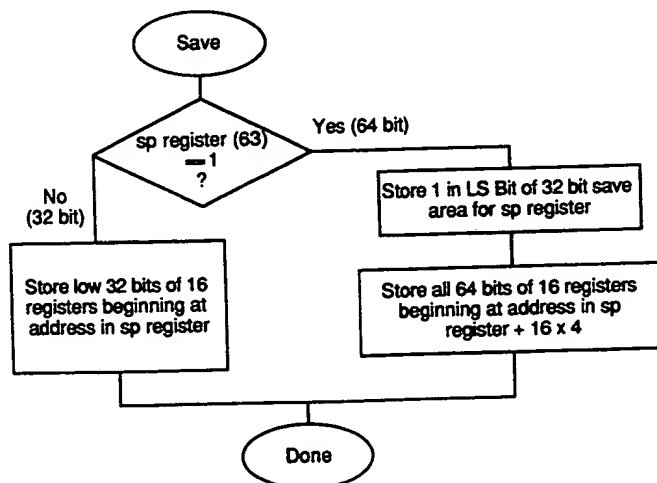 Save
sp register (63)
= 1
?
Yes (64 bit)
No
(32 bit)
Store 1 in LS Bit of 32 bit save
area for sp register
Store low 32 bits of 16
registers beginning at
address in sp register
Store all 64 bits of 16 registers
beginning at address in sp
register + 16 x 4
Done